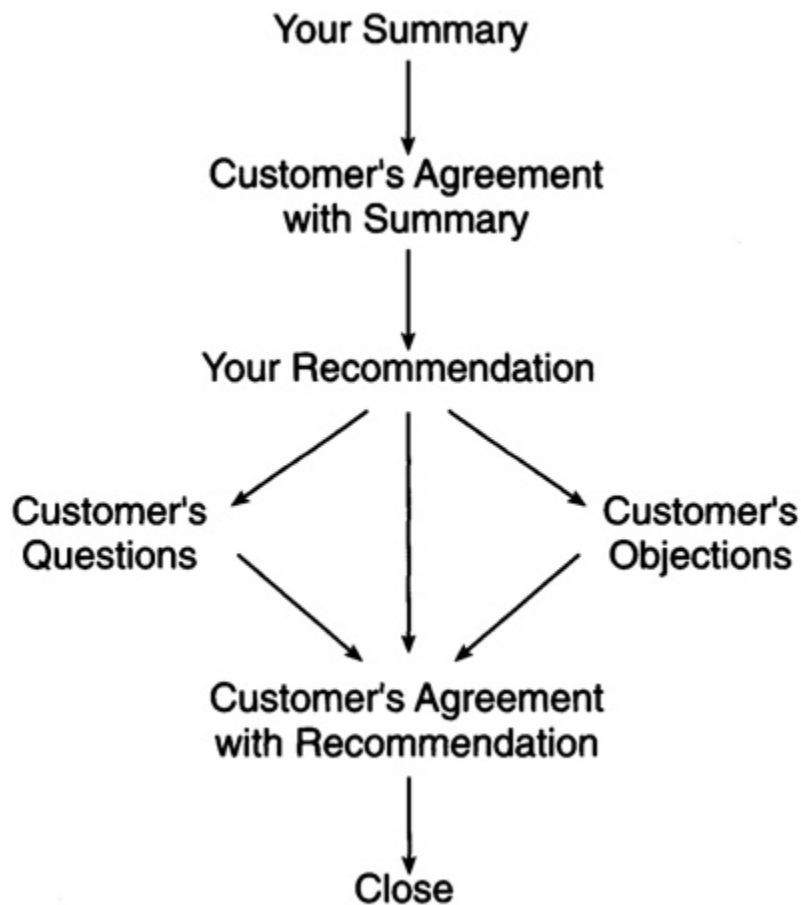 Your Summary
Customer's Agreement
with Summary
Your Recommendation
Customer's
Questions
Customer's
Objections
Customer's Agreement
with Recommendation
Close